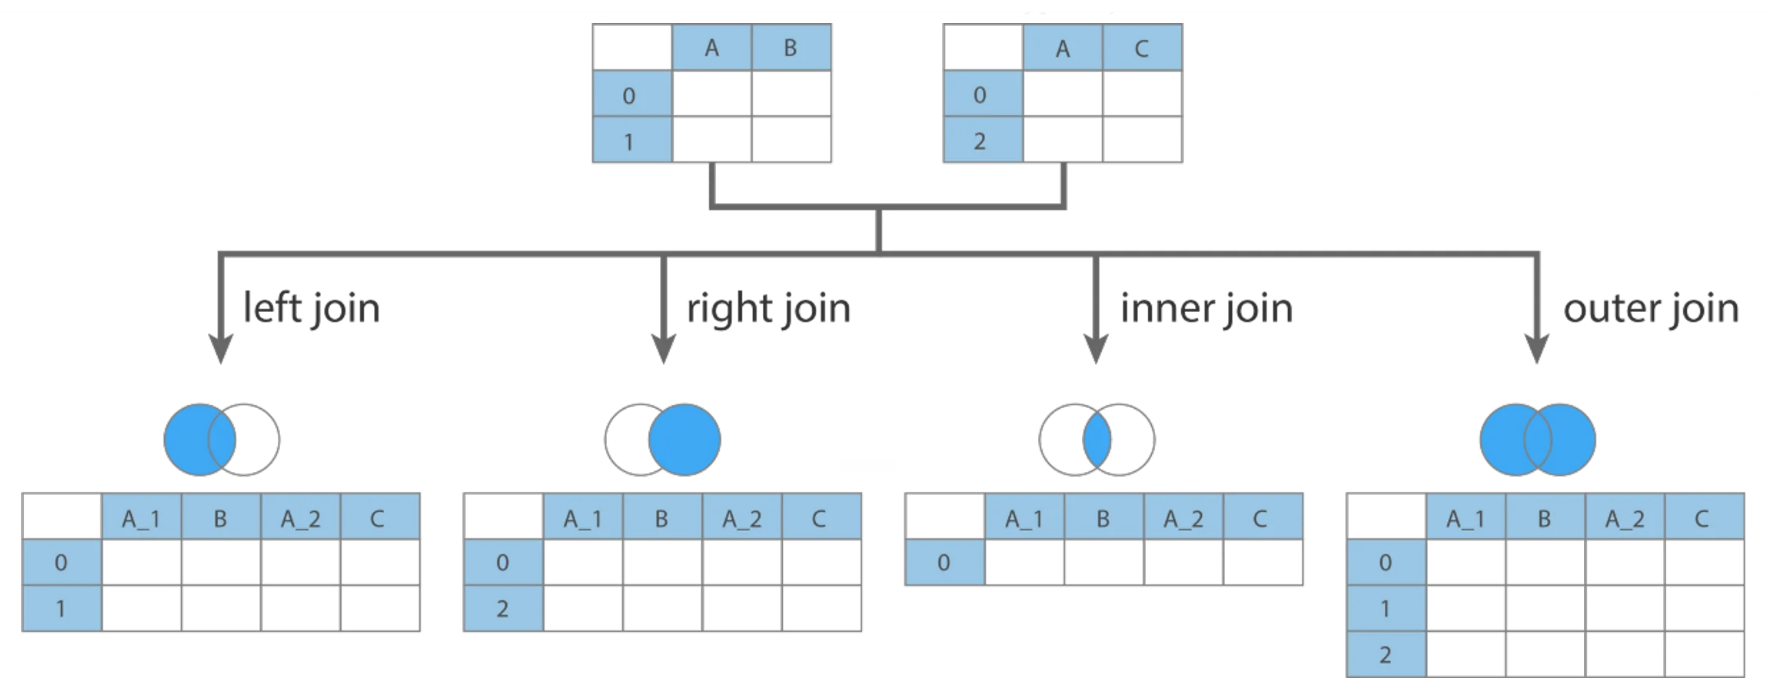 A B A C
0 0
1 2
left join right join inner join outer join
A_1 B A_2 C A_1 B A_2 C A_1 B A_2 C A_1 B A_2 C
0 0 0 0
1 2 1
2